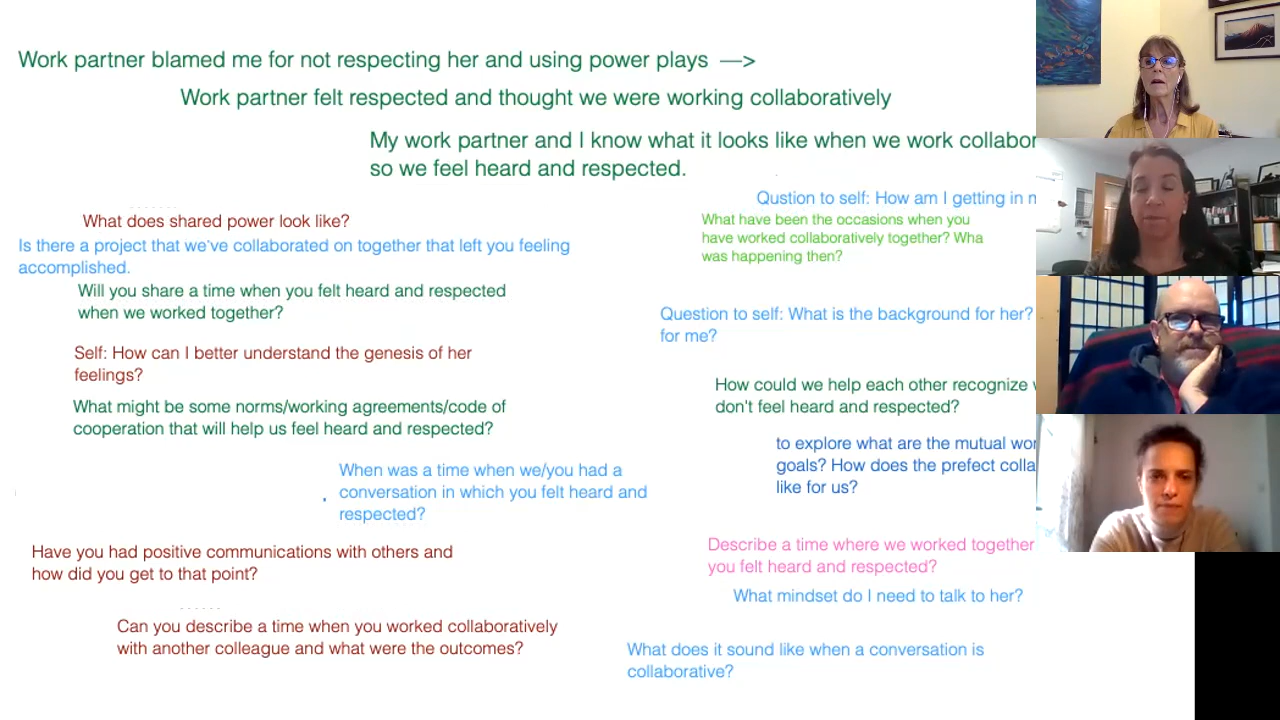 Work partner blamed me for not respecting her and using power plays —>
Work partner felt respected and thought we were working collaboratively
My work partner and I know what it looks like when we work collabor
so we feel heard and respected.
What does shared power look like?
Is there a project that we've collaborated on together that left you feeling
accomplished.
Will you share a time when you felt heard and respected
when we worked together?
Self: How can I better understand the genesis of her
feelings?
What might be some norms/working agreements/code of
cooperation that will help us feel heard and respected?
When was a time when we/you had a
conversation in which you felt heard and
respected?
Have you had positive communications with others and
how did you get to that point?
Can you describe a time when you worked collaboratively
with another colleague and what were the outcomes?
Qustion to self: How am I getting in
What have been the occasions when you
have worked collaboratively together? Wha
was happening then?
Question to self: What is the background for her?
for me?
How could we help each other recognize
don't feel heard and respected?
to explore what are the mutual wor
goals? How does the prefect colla
like for us?
Describe a time where we worked together
you felt heard and respected?
What mindset do I need to talk to her?
What does it sound like when a conversation is
collaborative?